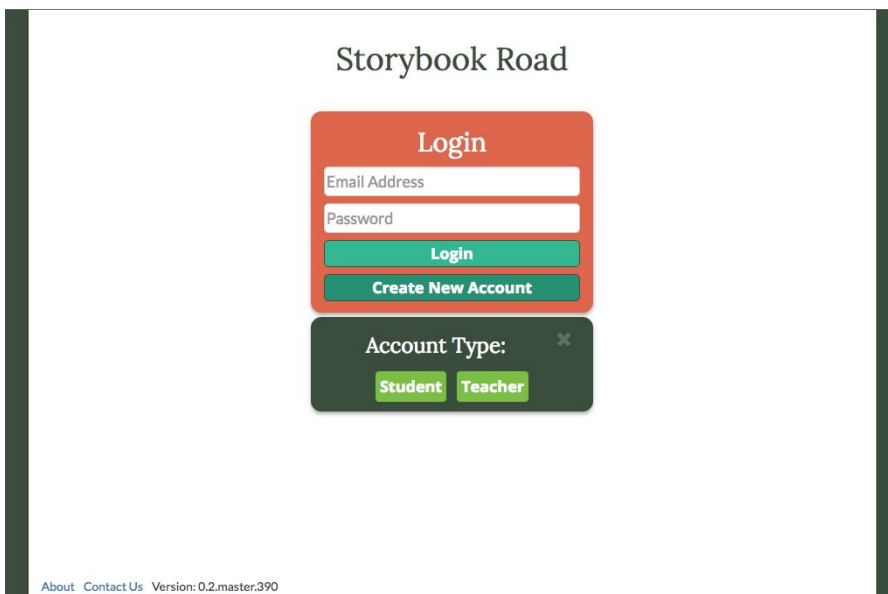 Storybook Road
Login
Email Address
Password
Login
Create New Account
Account Type:
Student Teacher
About Contact Us Version: 0.2.master.390